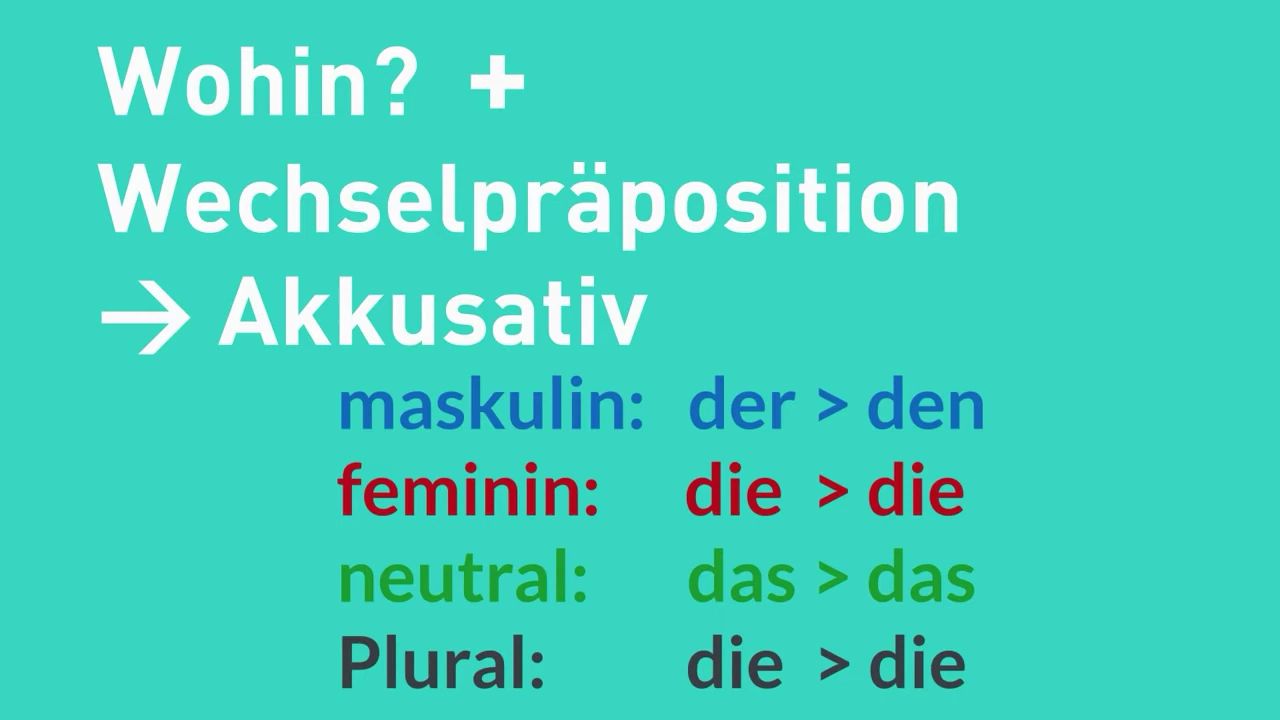 Wohin? +
Wechselpräposition
→ Akkusativ
maskulin: der > den
feminin: die > die
neutral: das > das
Plural: die > die